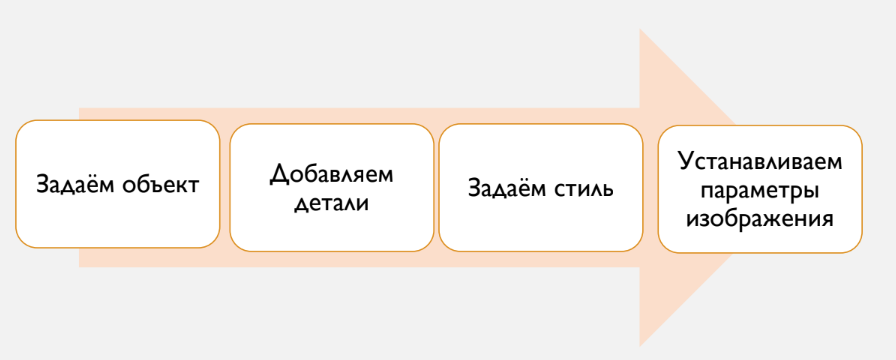 Задаём объект
Добавляем
детали
Задаём стиль
Устанавливаем
параметры
изображения